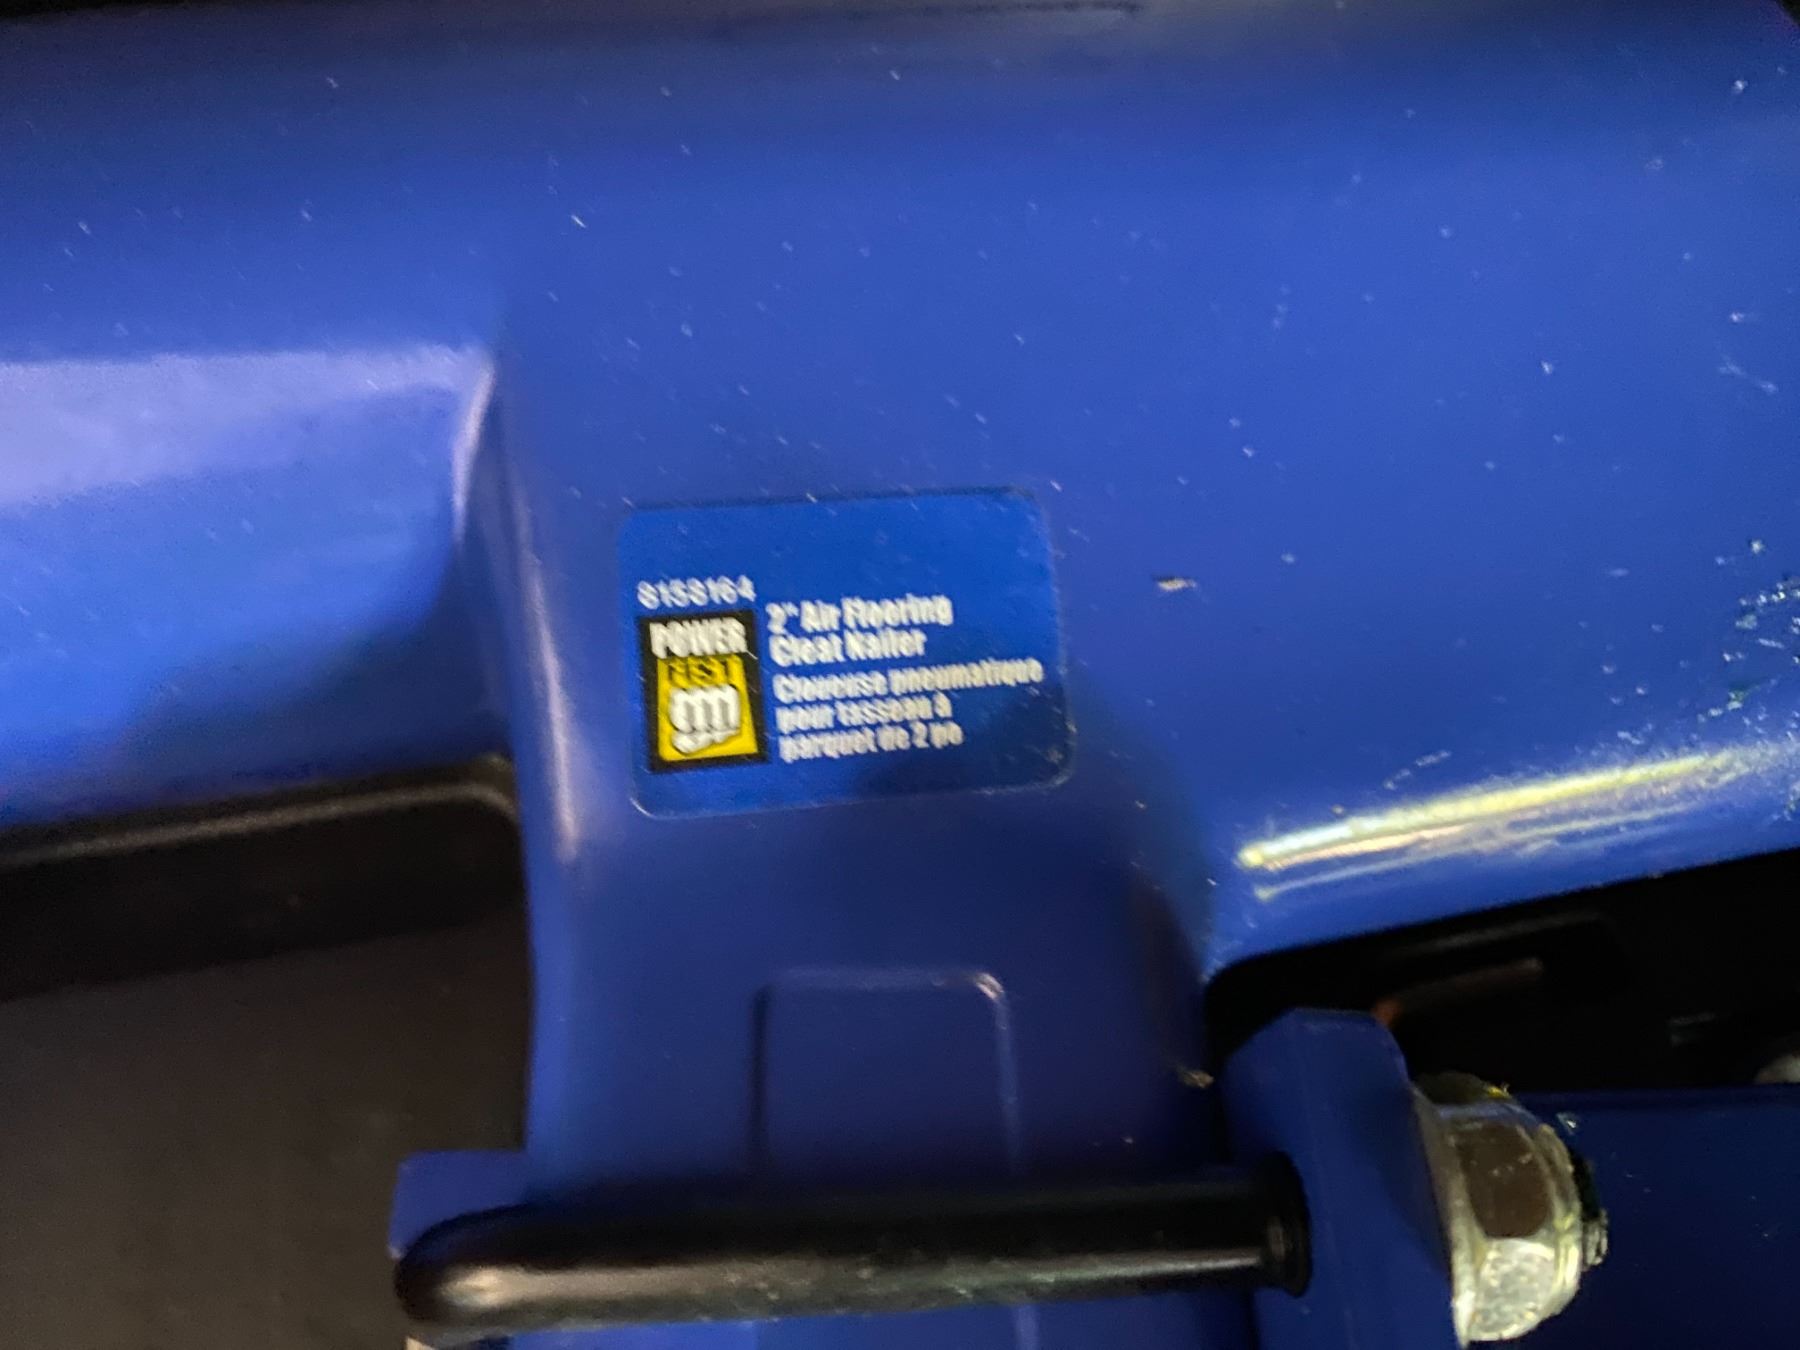 8158164
POWER
FIST
2" Air Flooring
Cleat Nailer
Cloueuse pneumatique
pour tasseau à
parquet de 2 po